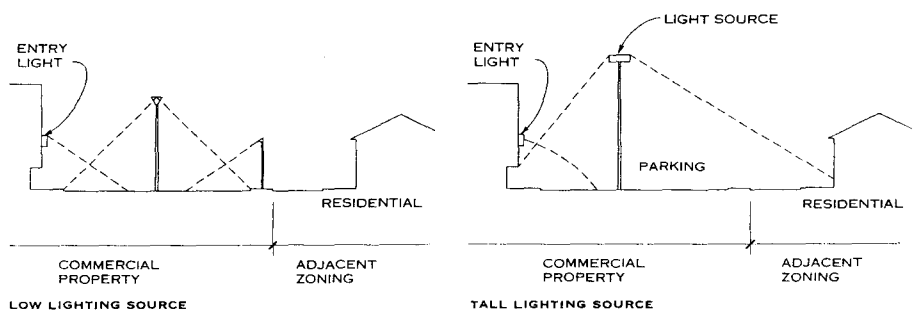 ENTRY
LIGHT
RESIDENTIAL
COMMERCIAL
PROPERTY
ADJACENT
ZONING
LOW LIGHTING SOURCE
LIGHT SOURCE
ENTRY
LIGHT
PARKING
RESIDENTIAL
COMMERCIAL
PROPERTY
ADJACENT
ZONING
TALL LIGHTING SOURCE